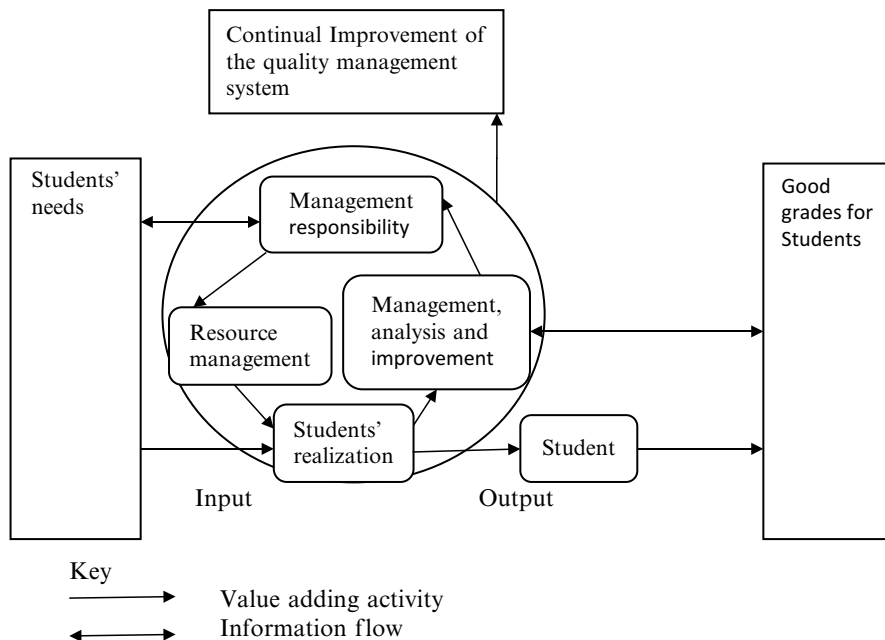 Continual Improvement of
the quality management
system
Students’
needs
Management
responsibility
Good
grades for
Students
Resource
management
Management,
analysis and
improvement
Students’
realization
Student
Input
Output
Key
Value adding activity
Information flow